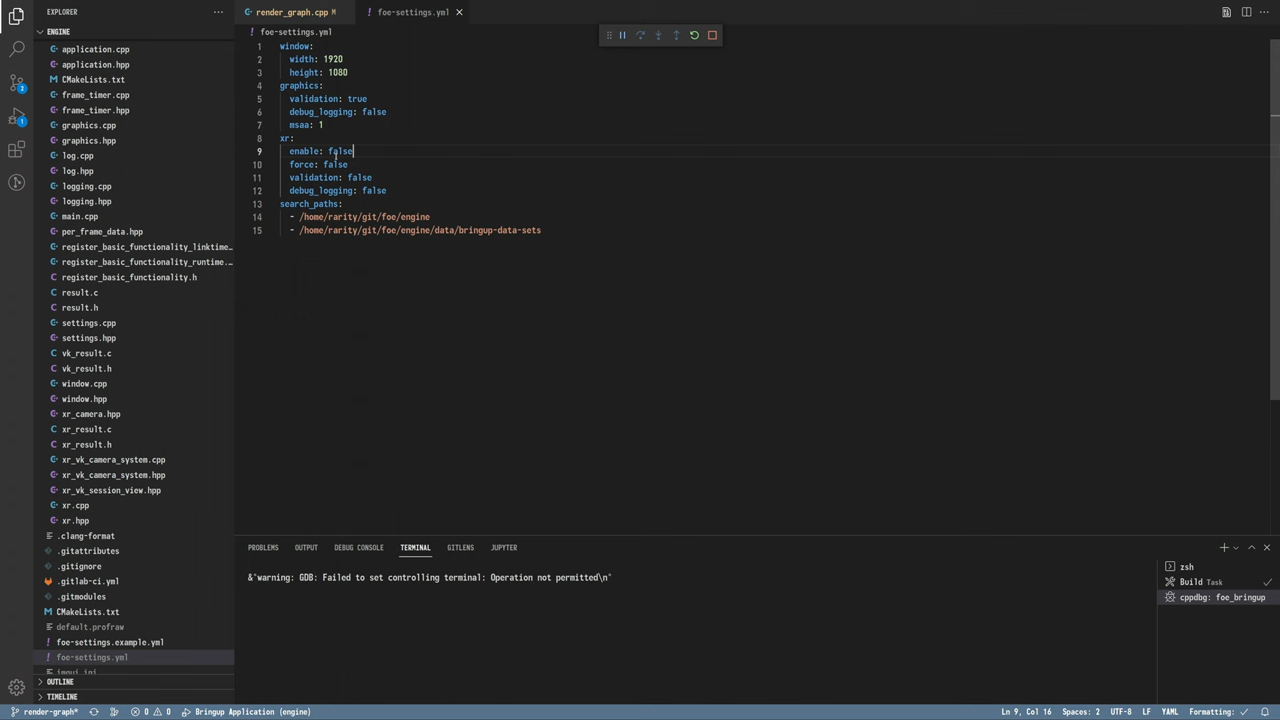 EXPLORER
ENGINE
application.cpp
application.hpp
CMakeLists.txt
frame_timer.cpp
frame_timer.hpp
graphics.cpp
graphics.hpp
log.cpp
log.hpp
logging.cpp
logging.hpp
main.cpp
per_frame_data.hpp
register_basic_functionality_linktime...
register_basic_functionality_runtime...
register_basic_functionality.h
result.c
result.h
settings.cpp
settings.hpp
vk_result.c
vk_result.h
window.cpp
window.hpp
xr_camera.hpp
xr_result.c
xr_result.h
xr_vk_camera_system.cpp
xr_vk_camera_system.hpp
xr_vk_session_view.hpp
xr.cpp
xr.hpp
.clang-format
.gitattributes
.gitignore
.gitlab-ci.yml
.gitmodules
CMakeLists.txt
default.profraw
foe-settings.example.yml
foe-settings.yml
imgui.ini
OUTLINE
TIMELINE
2
1
render_graph.cpp M
foe-settings.yml
foe-settings.yml
1 window:
2 width: 1920
3 height: 1080
4 graphics:
5 validation: true
6 debug_logging: false
7 msaa: 1
8 xr:
9 enable: false
10 force: false
11 validation: false
12 debug_logging: false
13 search_paths:
14 - /home/rarity/git/foe/engine
15 - /home/rarity/git/foe/engine/data/bringup-data-sets
PROBLEMS OUTPUT DEBUG CONSOLE TERMINAL GITLENS JUPYTER
&"warning: GDB: Failed to set controlling terminal: Operation not permitted\n"
zsh
Build Task
cppdbg: foe_bringup
render-graph* 0 0 Bringup Application (engine) Ln 9, Col 16 Spaces: 2 UTF-8 LF YAML Formatting: